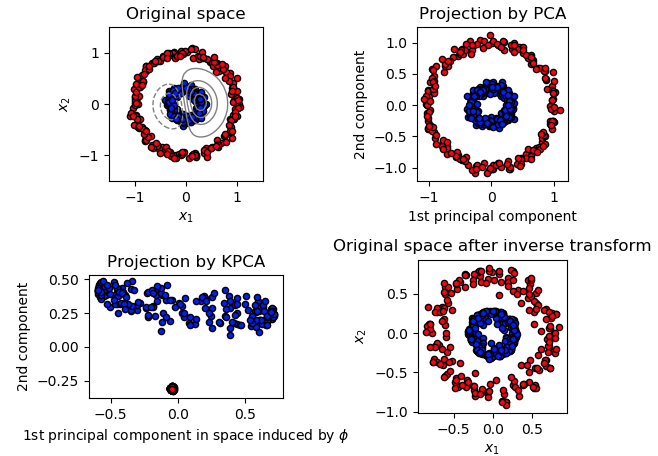 Original space
1
0
−1
x₂
−1
0
1
x₁
Projection by PCA
1.0
0.5
0.0
−0.5
−1.0
2nd component
−1
0
1
1st principal component
Projection by KPCA
0.50
0.25
0.00
−0.25
2nd component
−0.5
0.0
0.5
1st principal component in space induced by ϕ
Original space after inverse transform
0.5
0.0
−0.5
−1.0
x₂
−0.5
0.0
0.5
x₁